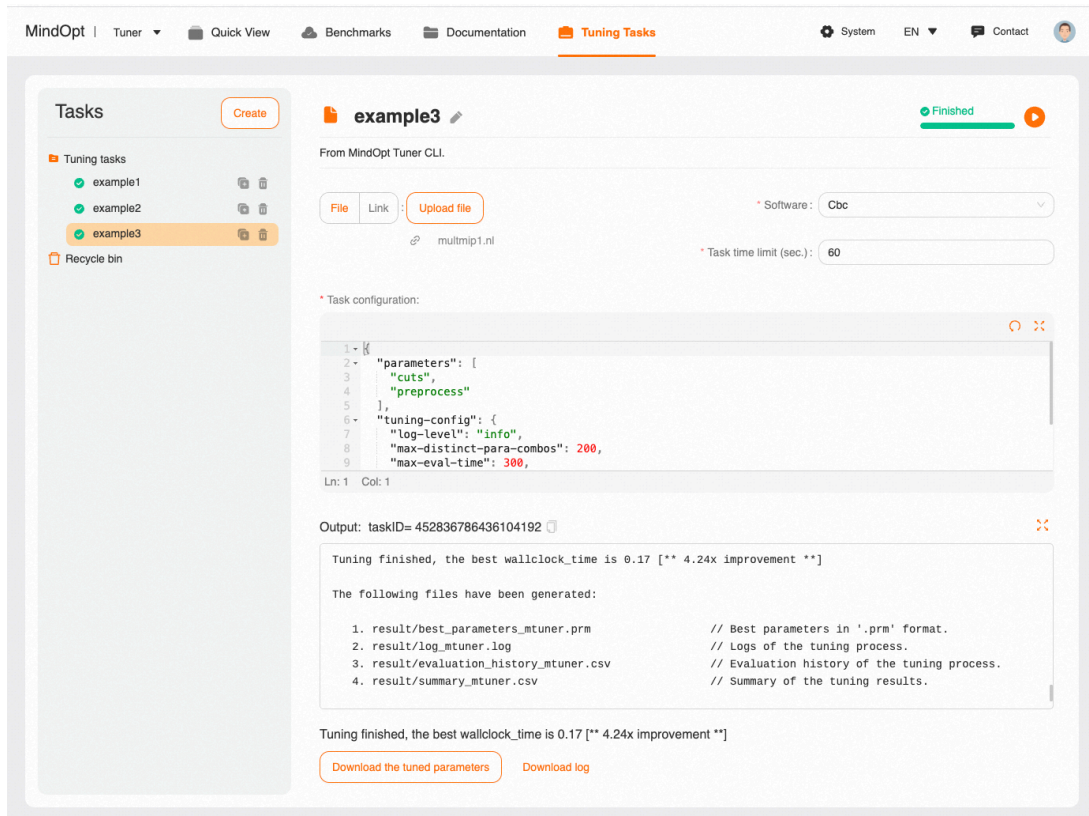 MindOpt | Tuner Quick View Benchmarks Documentation Tuning Tasks System EN Contact
Tasks Create
Tuning tasks
example1
example2
example3
Recycle bin
example3 Finished
From MindOpt Tuner CLI.
File Link : Upload file
multmip1.nl
* Software: Cbc
* Task time limit (sec.): 60
* Task configuration:
1 {
2 "parameters": [
3 "cuts",
4 "preprocess"
5 ],
6 "tuning-config": {
7 "log-level": "info",
8 "max-distinct-para-combos": 200,
9 "max-eval-time": 300,
Ln: 1 Col: 1
Output: taskID= 452836786436104192
Tuning finished, the best wallclock_time is 0.17 [** 4.24x improvement **]
The following files have been generated:
1. result/best_parameters_mtuner.prm // Best parameters in '.prm' format.
2. result/log_mtuner.log // Logs of the tuning process.
3. result/evaluation_history_mtuner.csv // Evaluation history of the tuning process.
4. result/summary_mtuner.csv // Summary of the tuning results.
Tuning finished, the best wallclock_time is 0.17 [** 4.24x improvement **]
Download the tuned parameters Download log